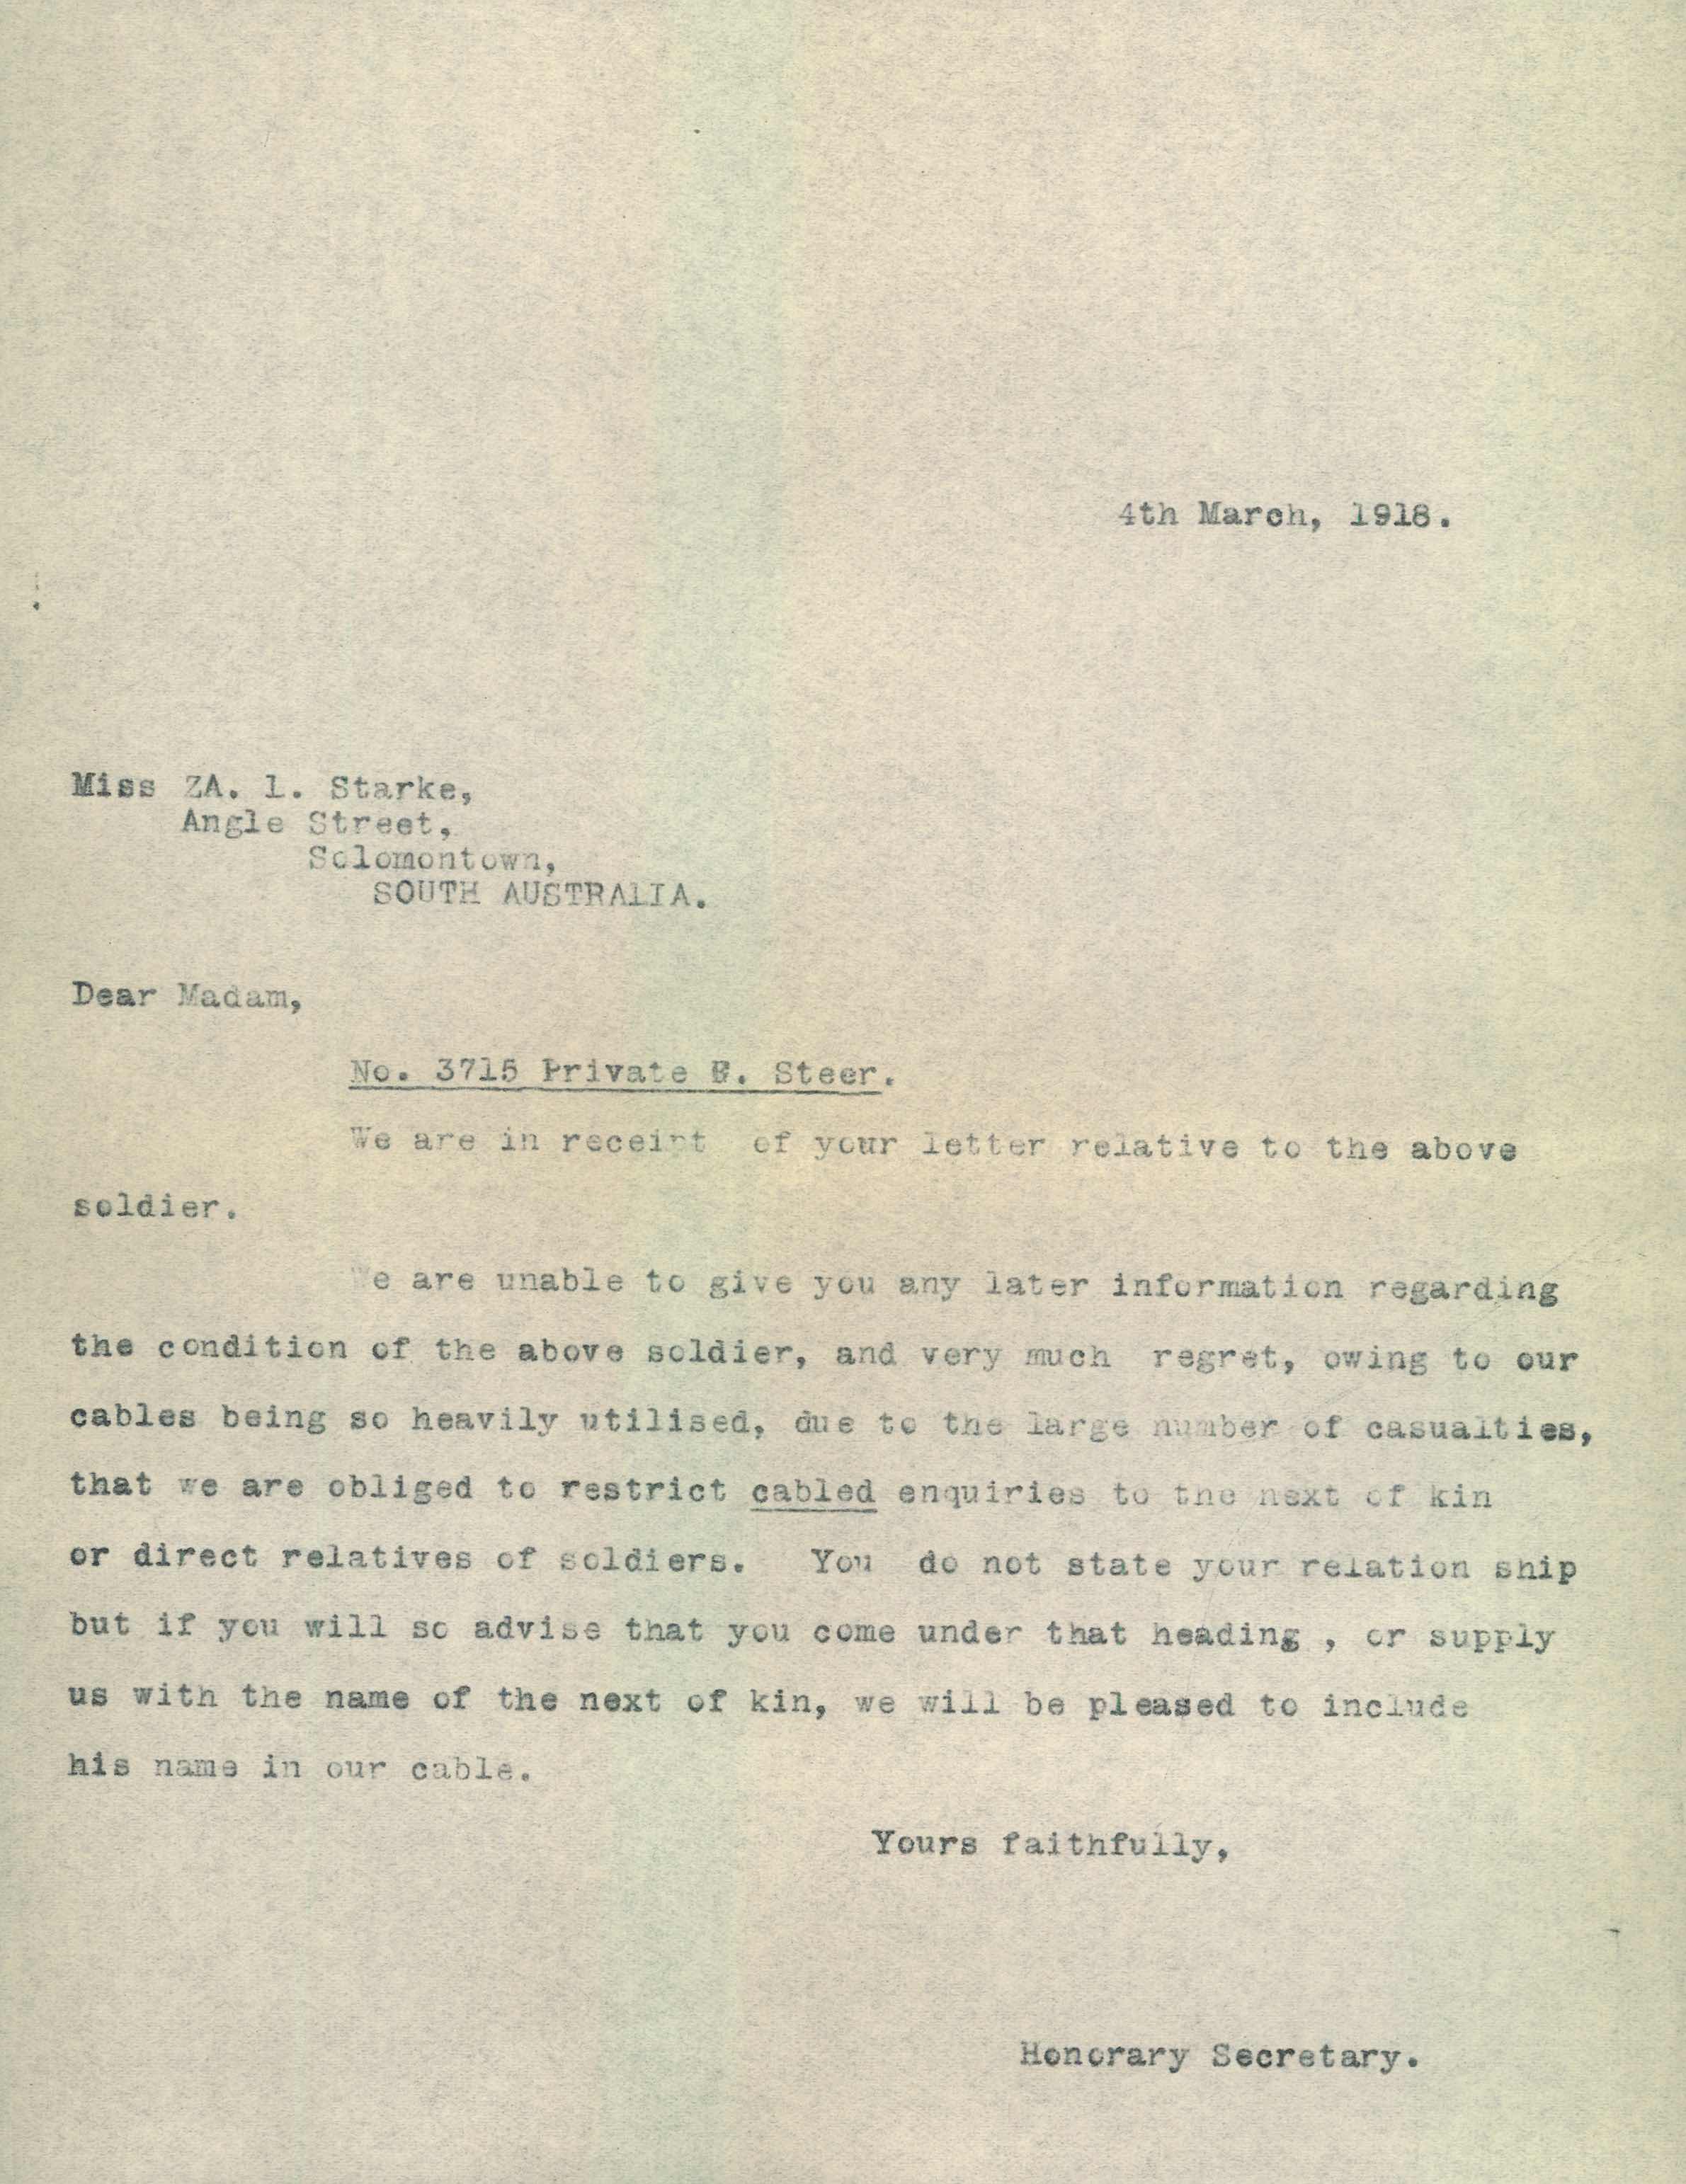 4th March, 1918.
Miss ZA. l. Starke,
Angle Street,
Solomontown,
SOUTH AUSTRALIA.
Dear Madam,
No. 3715 Private Steer.
We are in receipt of your letter relative to the above
soldier.
We are unable to give you any later information regarding
the condition of the above soldier, and very much regret, owing to our
cables being so heavily utilised, due to the large number of casualties,
that we are obliged to restrict cabled enquiries to the next of kin
or direct relatives of soldiers. You do not state your relation ship
but if you will so advise that you come under that heading , or supply
us with the name of the next of kin, we will be pleased to include
his name in our cable.
Yours faithfully,
Honorary Secretary.